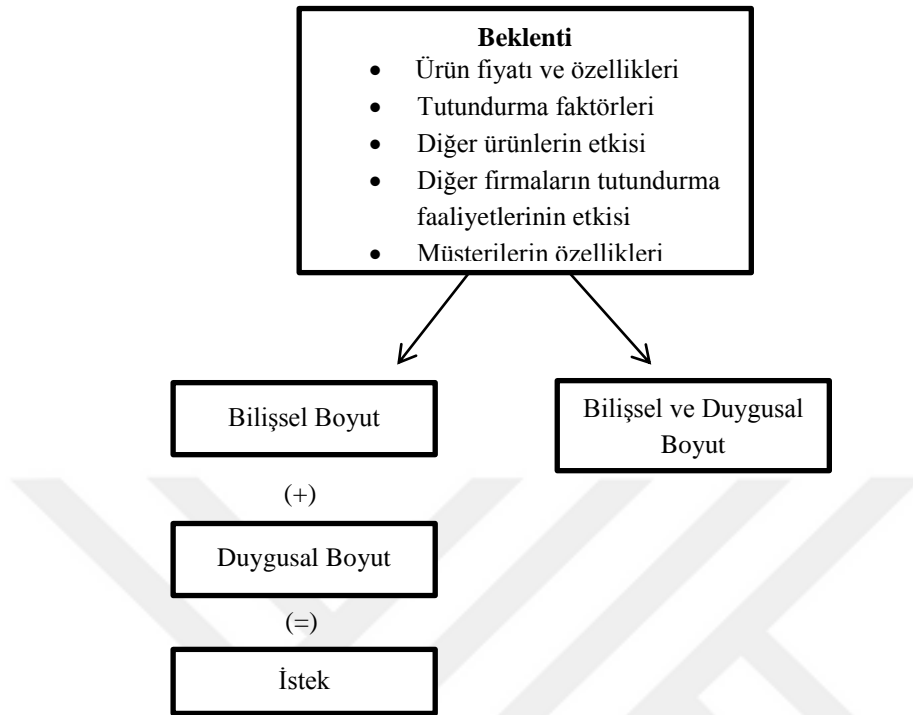 Beklenti
• Ürün fiyatı ve özellikleri
• Tutundurma faktörleri
• Diğer ürünlerin etkisi
• Diğer firmaların tutundurma
faaliyetlerinin etkisi
• Müşterilerin özellikleri
Bilişsel Boyut
Bilişsel ve Duygusal
Boyut
(+)
Duygusal Boyut
(=)
İstek